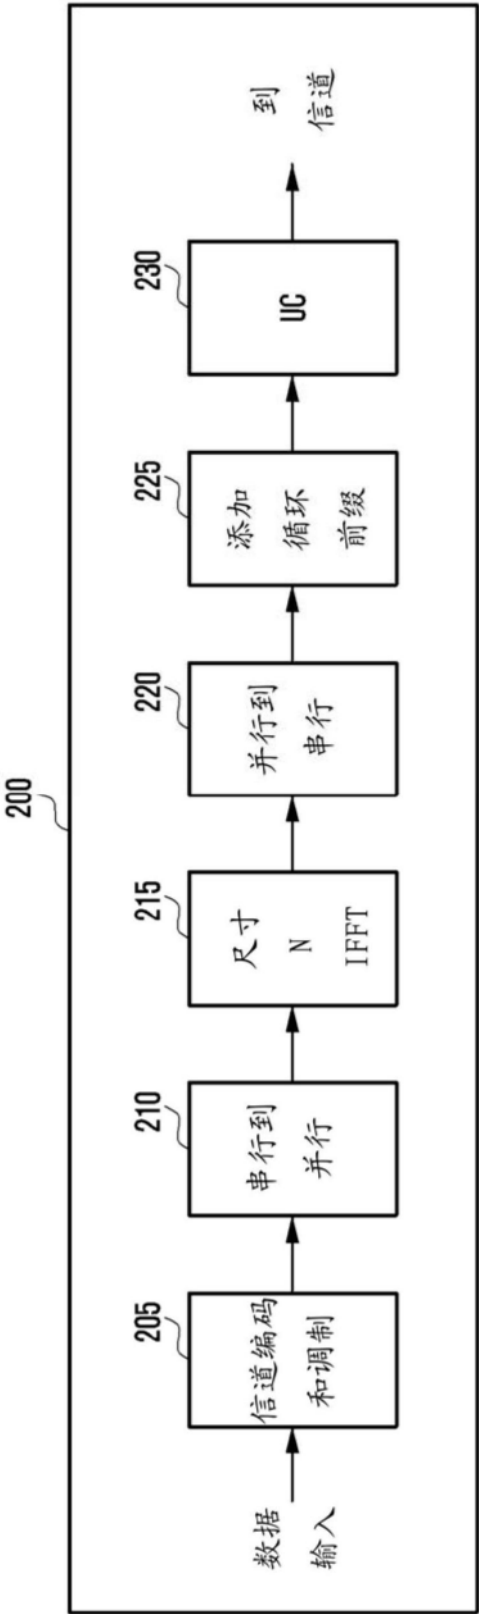 200
数据
输入
205
信道编码
和调制
210
串行到
并行
215
尺寸
N
IFFT
220
并行到
串行
225
添加
循环
前缀
230
UC
到
信道